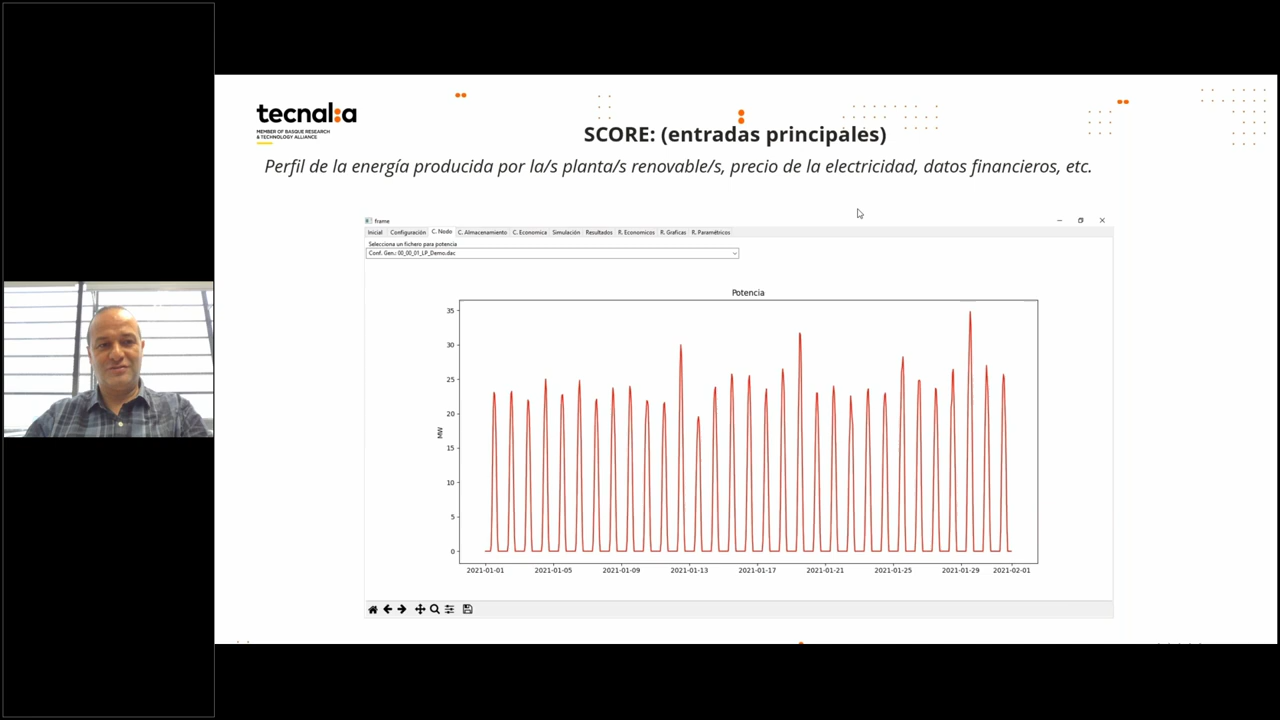 tecnal:a
MEMBER OF BASQUE RESEARCH
& TECHNOLOGY ALLIANCE
SCORE: (entradas principales)
Perfil de la energía producida por la/s planta/s renovable/s, precio de la electricidad, datos financieros, etc.
frame
Inicial Configuración C. Nodo C. Almacenamiento C. Economica Simulación Resultados R. Economicos R. Graficas R. Paramétricos
Selecciona un fichero para potencia
Conf. Gen.: 00_00_01_LP_Demo.dac
Potencia
35
30
25
20
15
10
5
0
MW
2021-01-01 2021-01-05 2021-01-09 2021-01-13 2021-01-17 2021-01-21 2021-01-25 2021-01-29 2021-02-01